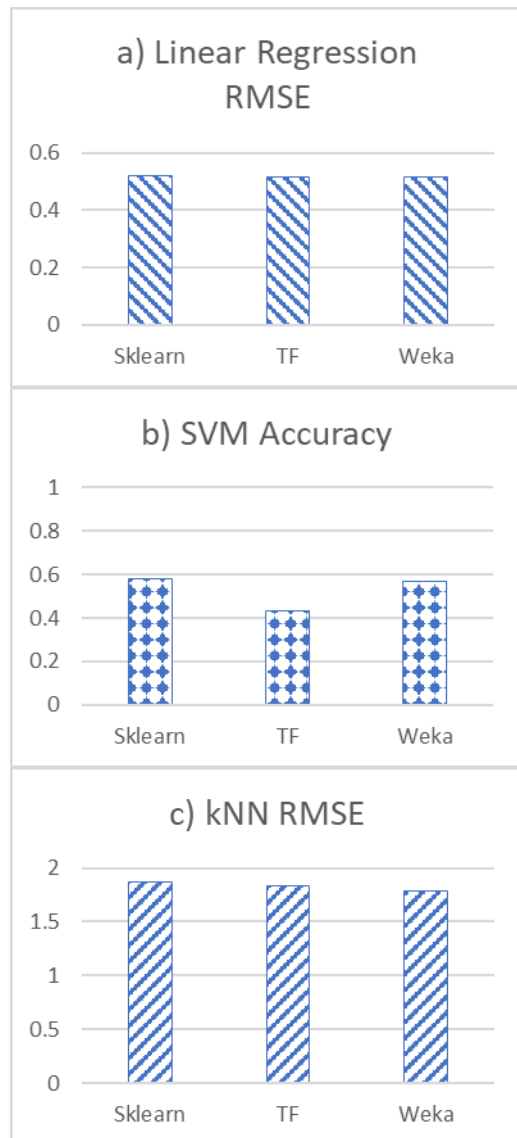 a) Linear Regression
RMSE
0.6
0.4
0.2
0
Sklearn TF Weka
b) SVM Accuracy
1
0.8
0.6
0.4
0.2
0
Sklearn TF Weka
c) kNN RMSE
2
1.5
1
0.5
0
Sklearn TF Weka